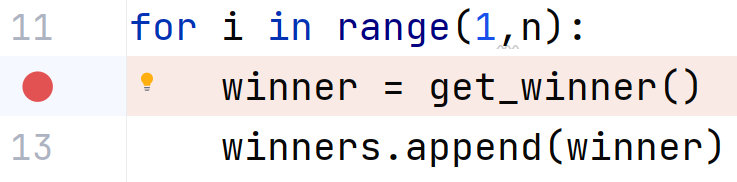 11 for i in range(1,n):
winner = get_winner()
13 winners.append(winner)